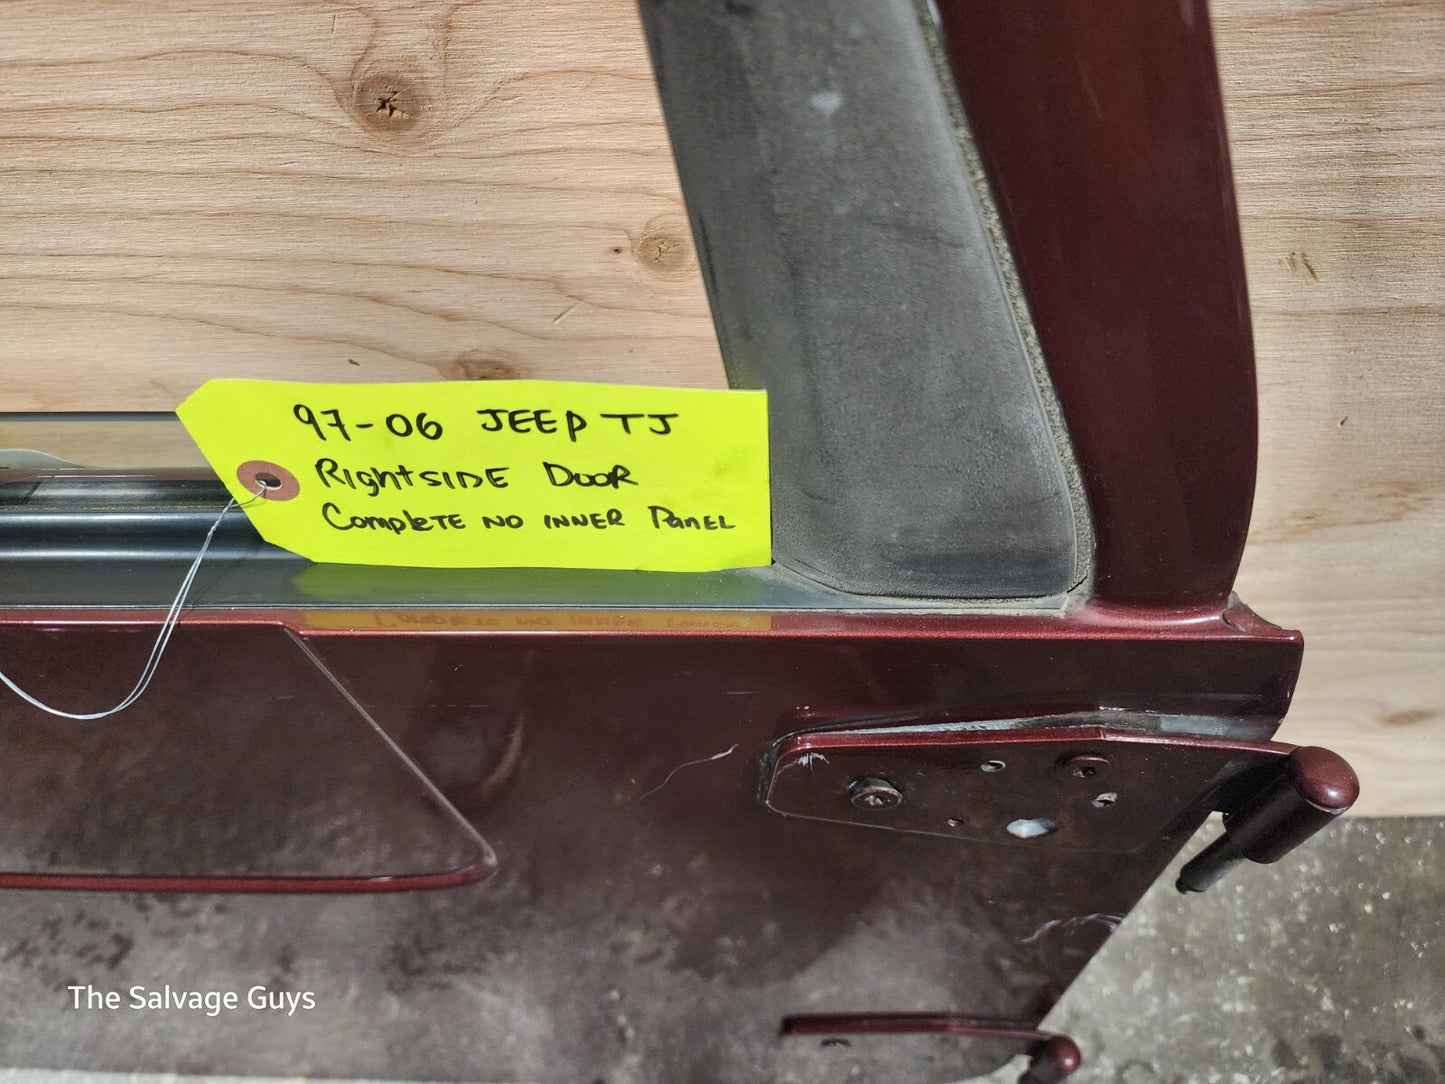 97-06 JEEP TJ
RightSIDE DOOR
Complete NO INNER PANEL
The Salvage Guys